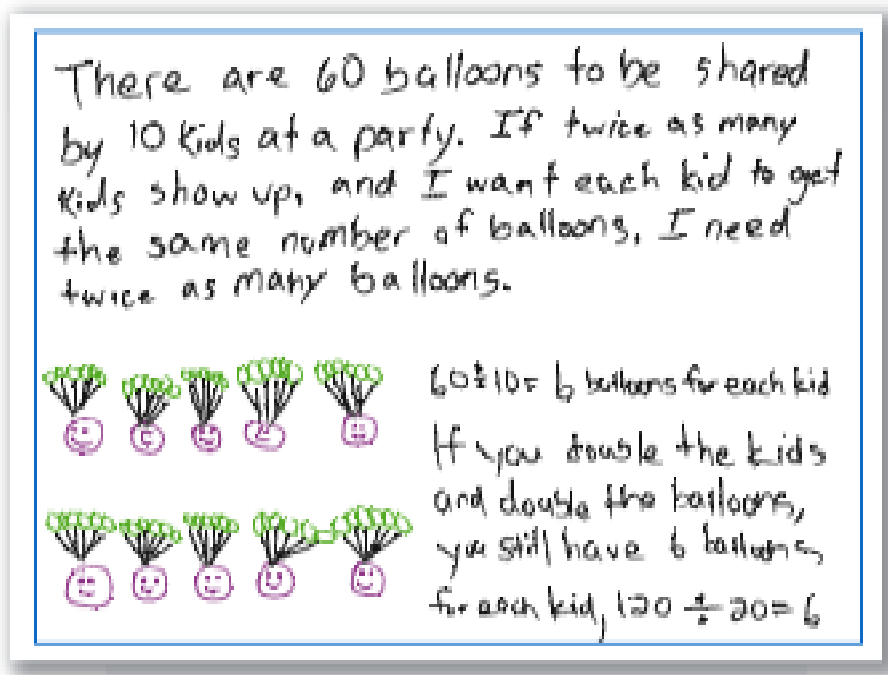 There are 60 balloons to be shared
by 10 kids at a party. If twice as many
kids show up, and I want each kid to get
the same number of balloons, I need
twice as many balloons.
60÷10= 6 balloons for each kid
If you double the kids
and double the balloons,
you still have 6 balloons
for each kid, 120 ÷ 20= 6